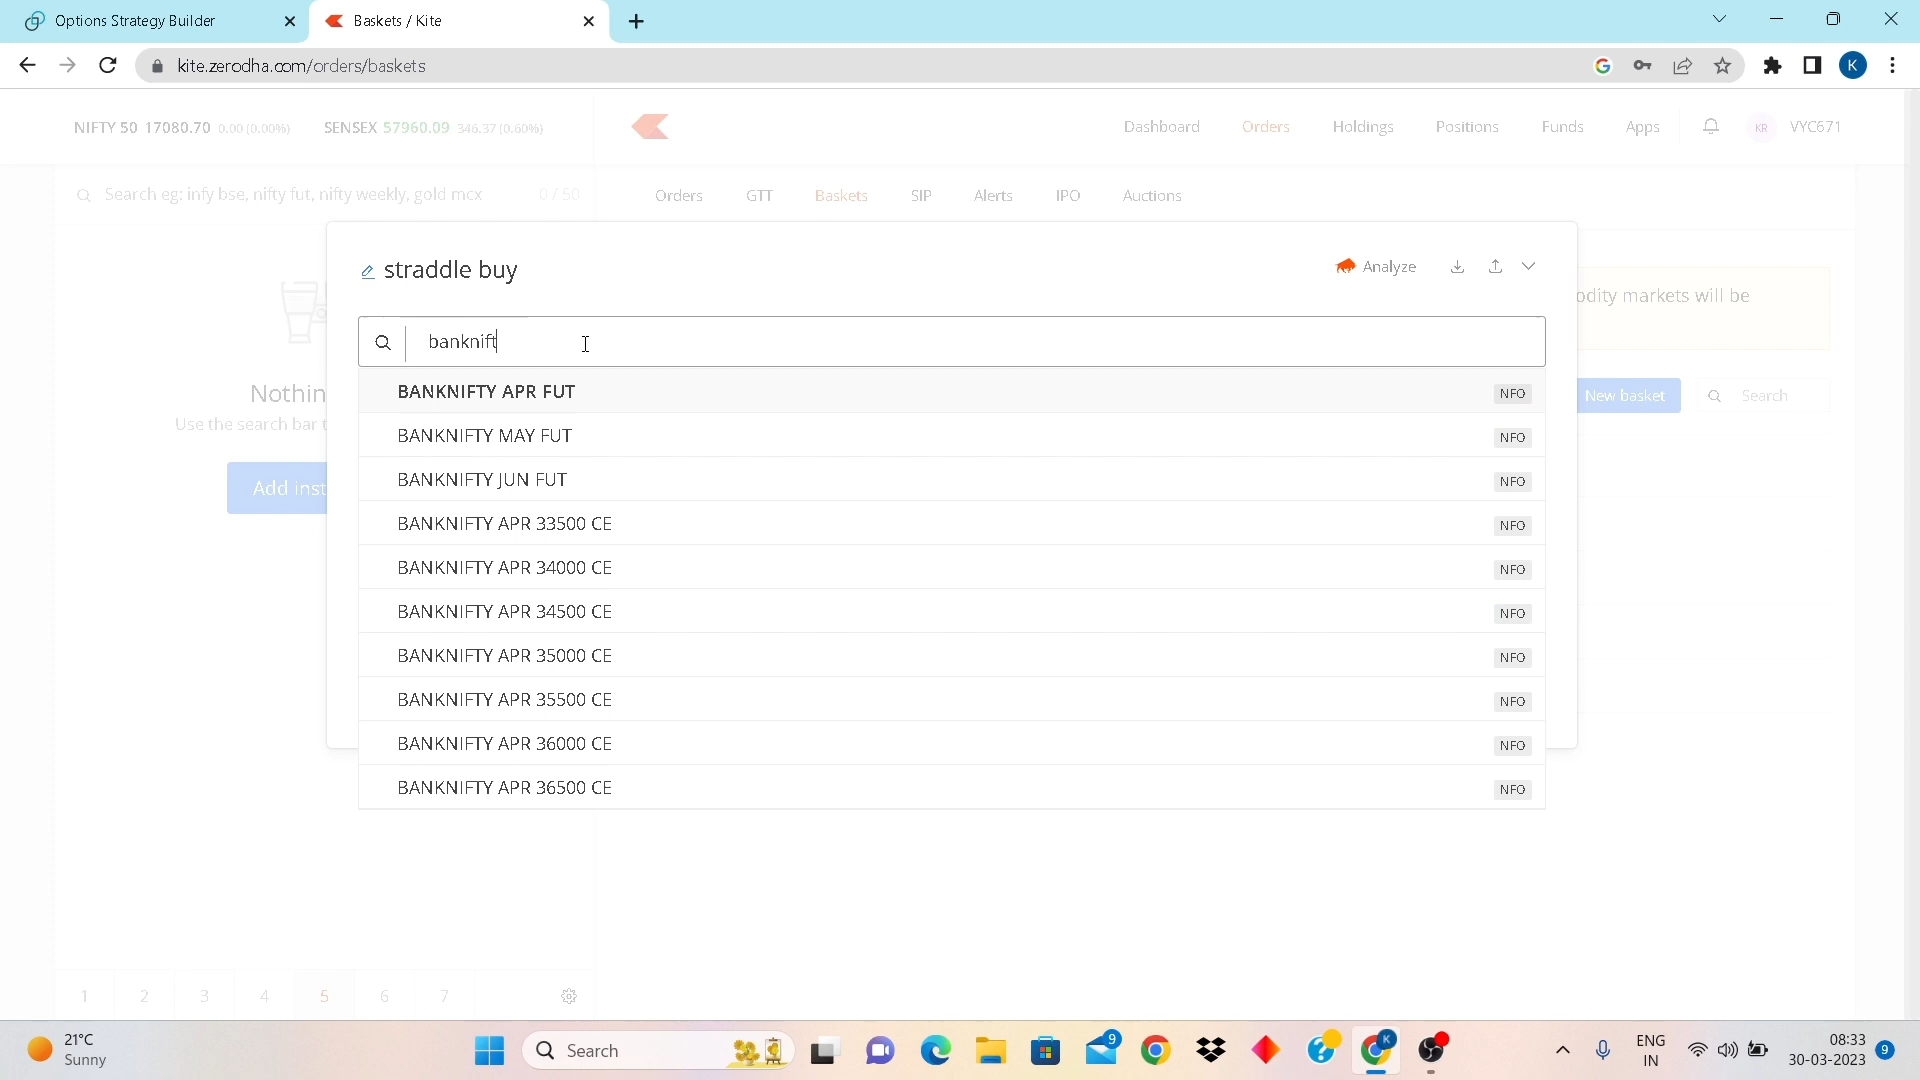 Options Strategy Builder
Baskets / Kite
kite.zerodha.com/orders/baskets
K
NIFTY 50 17080.70 0.00 (0.00%)
SENSEX 57960.09 346.37 (0.60%)
Dashboard Orders Holdings Positions Funds Apps KR VYC671
Search eg: infy bse, nifty fut, nifty weekly, gold mcx 0 / 50
Orders GTT Baskets SIP Alerts IPO Auctions
straddle buy
Analyze
odity markets will be
banknift
Nothin
Use the search bar t
Add inst
New basket
Search
BANKNIFTY APR FUT NFO
BANKNIFTY MAY FUT NFO
BANKNIFTY JUN FUT NFO
BANKNIFTY APR 33500 CE NFO
BANKNIFTY APR 34000 CE NFO
BANKNIFTY APR 34500 CE NFO
BANKNIFTY APR 35000 CE NFO
BANKNIFTY APR 35500 CE NFO
BANKNIFTY APR 36000 CE NFO
BANKNIFTY APR 36500 CE NFO
1 2 3 4 5 6 7
21°C
Sunny
Search
9
K
ENG
IN
08:33
30-03-2023
9